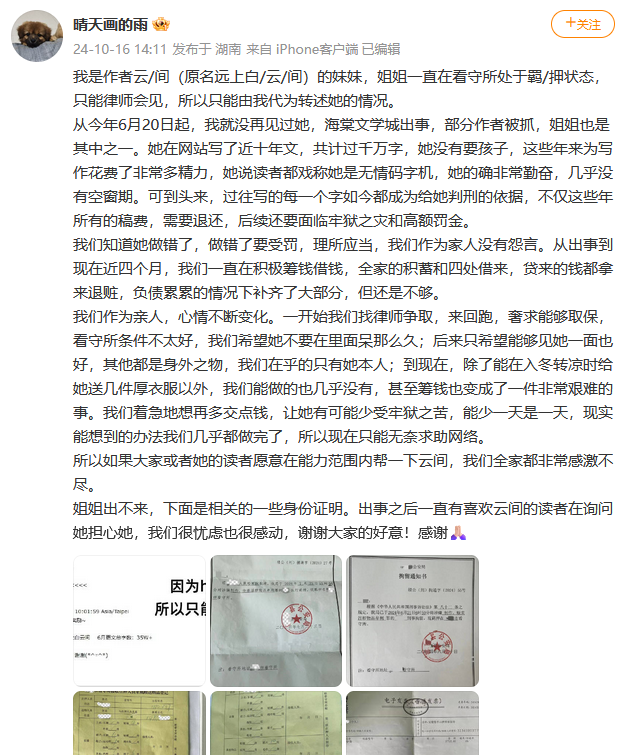 晴天画的雨
+关注
24-10-16 14:11 发布于 湖南 来自 iPhone客户端 已编辑
我是作者云/间（原名远上白/云/间）的妹妹，姐姐一直在看守所处于羁/押状态，
只能律师会见，所以只能由我代为转述她的情况。
从今年6月20日起，我就没再见过她，海棠文学城出事，部分作者被抓，姐姐也是
其中之一。她在网站写了近十年文，共计过千万字，她没有要孩子，这些年来为写
作花费了非常多精力，她说读者都戏称她是无情码字机，她的确非常勤奋，几乎没
有空窗期。可到头来，过往写的每一个字如今都成为给她判刑的依据，不仅这些年
所有的稿费，需要退还，后续还要面临牢狱之灾和高额罚金。
我们知道她做错了，做错了要受罚，理所应当，我们作为家人没有怨言。从出事到
现在近四个月，我们一直在积极筹钱借钱，全家的积蓄和四处借来，贷来的钱都拿
来退赃，负债累累的情况下补齐了大部分，但还是不够。
我们作为亲人，心情不断变化。一开始我们找律师争取，来回跑，奢求能够取保，
看守所条件不太好，我们希望她不要在里面呆那么久；后来只希望能够见她一面也
好，其他都是身外之物，我们在乎的只有她本人；到现在，除了能在入冬转凉时给
她送几件厚衣服以外，我们能做的也几乎没有，甚至筹钱也变成了一件非常艰难的
事。我们着急地想再多交点钱，让她有可能少受牢狱之苦，能少一天是一天，现实
能想到的办法我们几乎都做完了，所以现在只能无奈求助网络。
所以如果大家或者她的读者愿意在能力范围内帮一下云间，我们全家都非常感激不
尽。
姐姐出不来，下面是相关的一些身份证明。出事之后一直有喜欢云间的读者在询问
她担心她，我们很忧虑也很感动，谢谢大家的好意！感谢🙏🏻
<<<
因为h
所以只能
10:01:59 Asia/Taipei
白云间 6月跟文总字数：35W+
谢谢(*^▽^*)
拘留通知书
电子发票（普通发票）